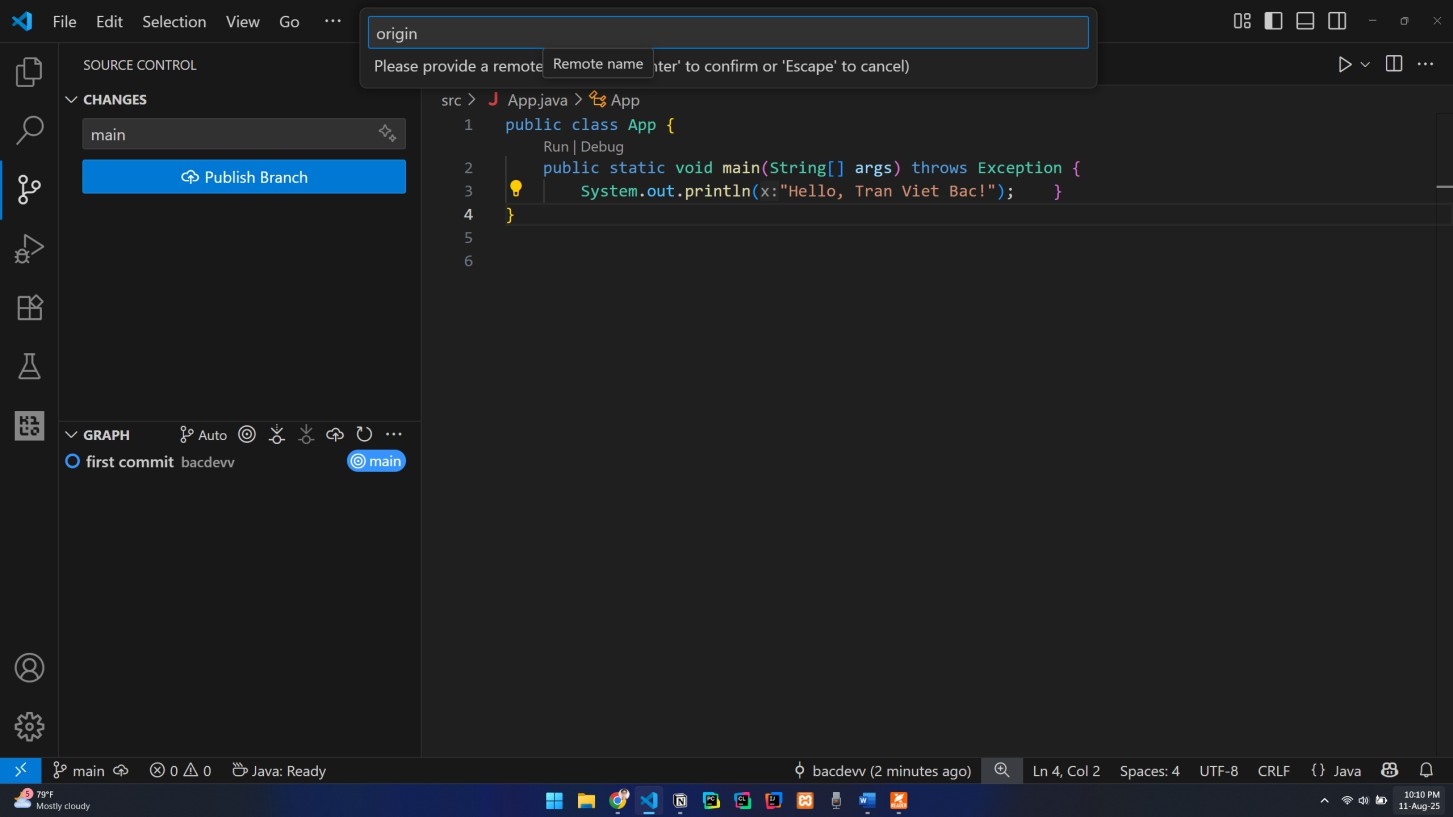 File Edit Selection View Go ···
origin
Please provide a remote nter' to confirm or 'Escape' to cancel)
Remote name
SOURCE CONTROL
CHANGES
main
Publish Branch
src > J App.java > App
1 public class App {
Run | Debug
2 public static void main(String[] args) throws Exception {
3 System.out.println(x:"Hello, Tran Viet Bac!"); }
4 }
5
6
GRAPH Auto ···
first commit bacdevv main
main 0 0 Java: Ready bacdevv (2 minutes ago) Ln 4, Col 2 Spaces: 4 UTF-8 CRLF {} Java
5 79°F
Mostly cloudy
10:10 PM
11-Aug-25